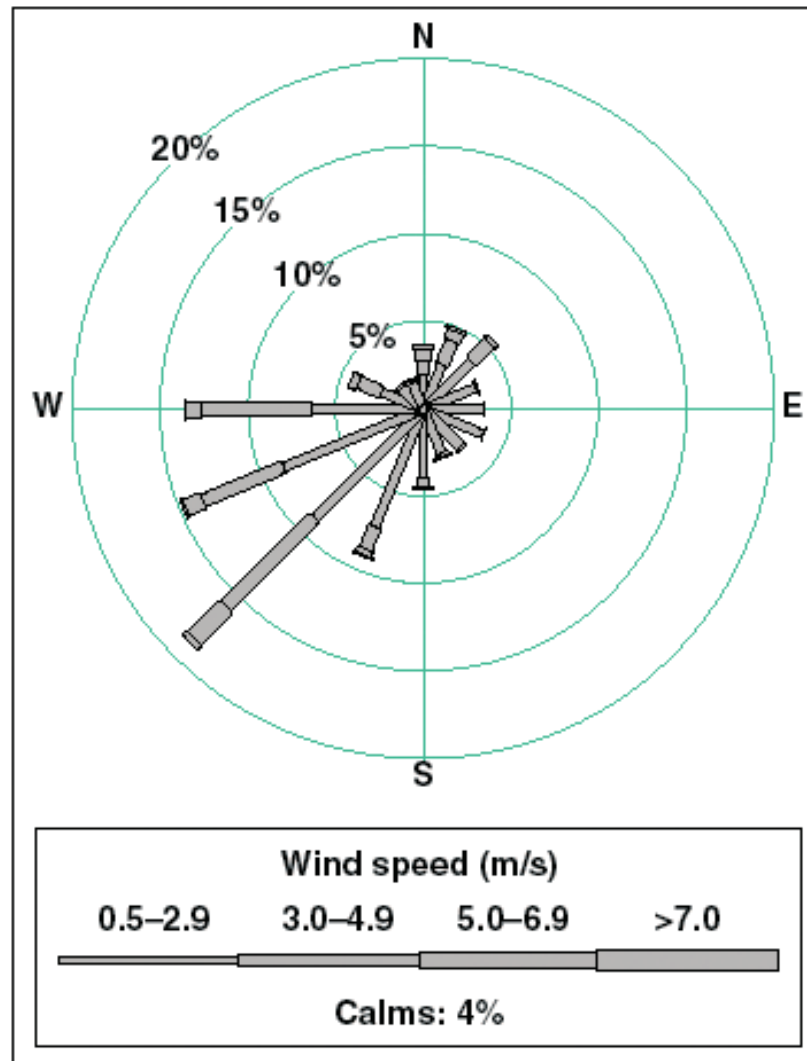 N
20%
15%
10%
5%
W
E
S
Wind speed (m/s)
0.5–2.9 3.0–4.9 5.0–6.9 >7.0
Calms: 4%